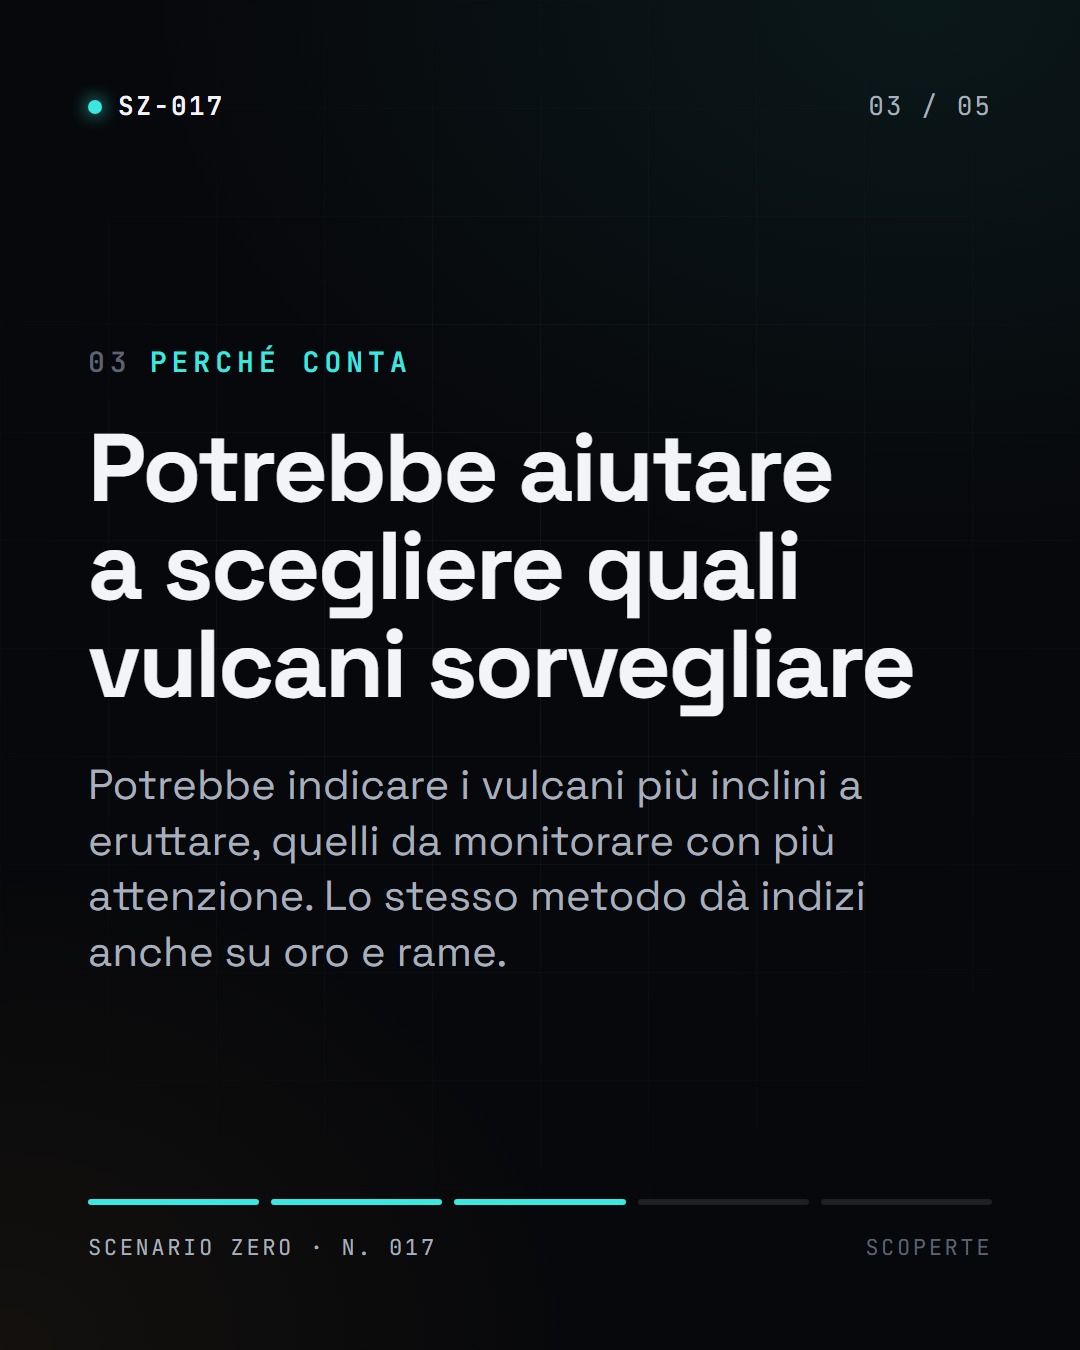 SZ-017
03 / 05
03 PERCHÉ CONTA
Potrebbe aiutare
a scegliere quali
vulcani sorvegliare
Potrebbe indicare i vulcani più inclini a
eruttare, quelli da monitorare con più
attenzione. Lo stesso metodo dà indizi
anche su oro e rame.
SCENARIO ZERO · N. 017
SCOPERTE